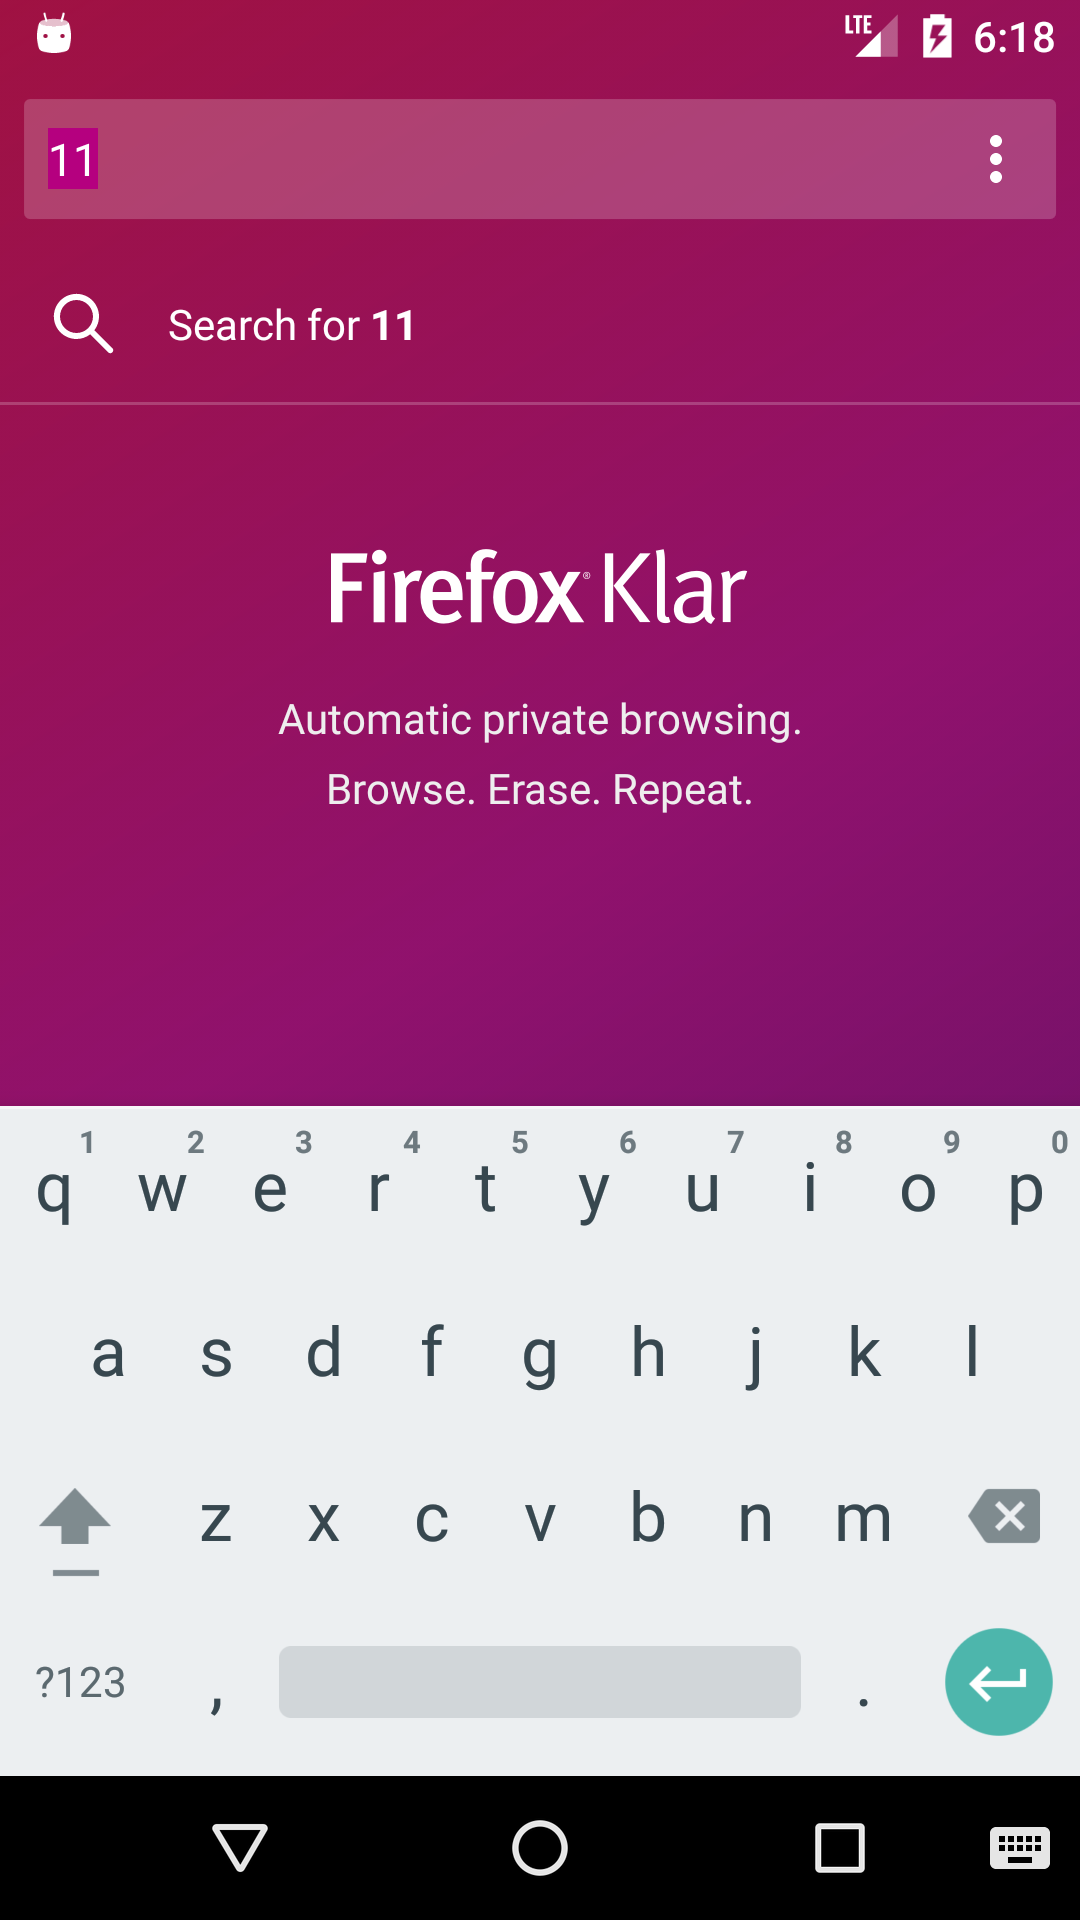 LTE 6:18
11
Search for 11
Firefox® Klar
Automatic private browsing.
Browse. Erase. Repeat.
1 2 3 4 5 6 7 8 9 0
q w e r t y u i o p
a s d f g h j k l
z x c v b n m
?123 , .